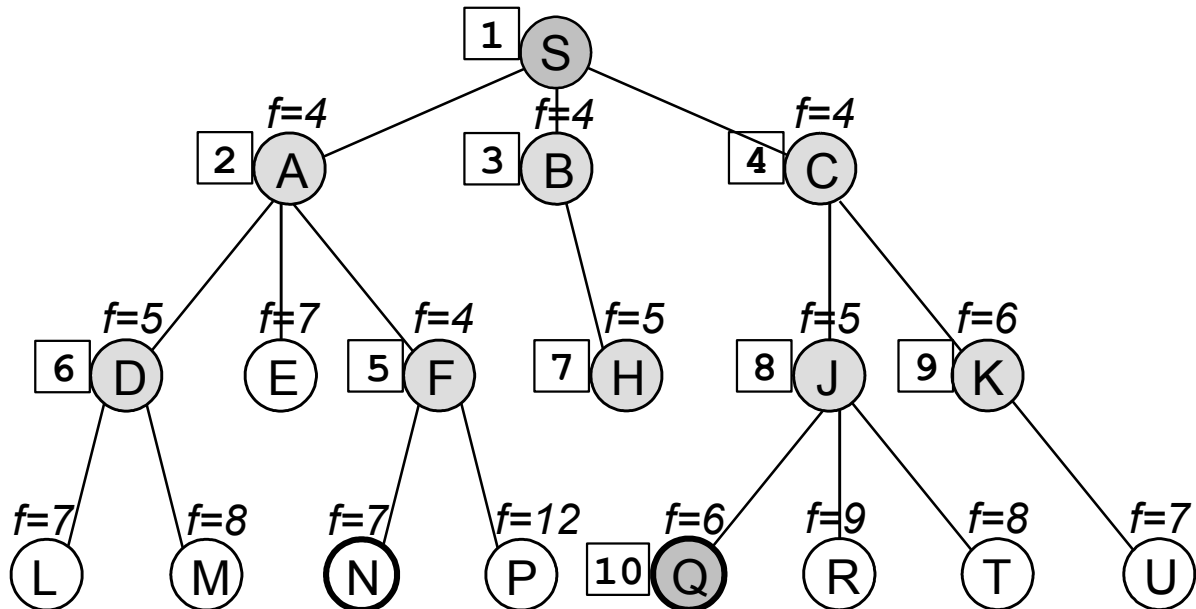 1 S
f=4 f=4 f=4
2 A 3 B 4 C
f=5 f=7 f=4 f=5 f=5 f=6
6 D E 5 F 7 H 8 J 9 K
f=7 f=8 f=7 f=12 f=6 f=9 f=8 f=7
L M N P 10 Q R T U